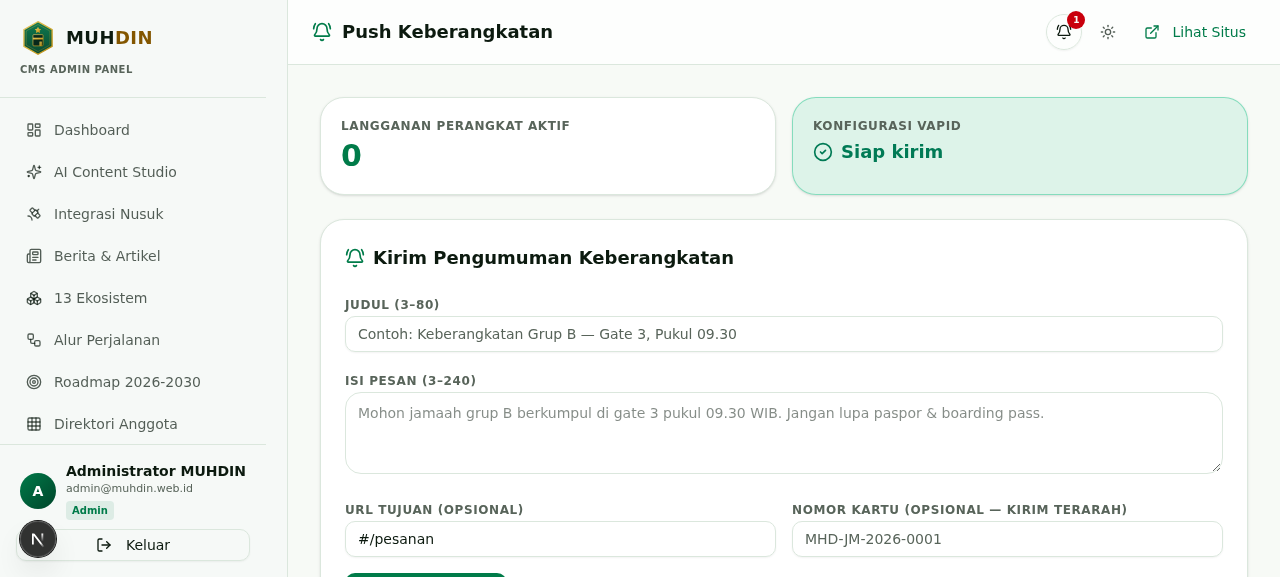 MUHDIN
CMS ADMIN PANEL
Dashboard
AI Content Studio
Integrasi Nusuk
Berita & Artikel
13 Ekosistem
Alur Perjalanan
Roadmap 2026-2030
Direktori Anggota
A
Administrator MUHDIN
admin@muhdin.web.id
Admin
N
Keluar
Push Keberangkatan
1
Lihat Situs
LANGGANAN PERANGKAT AKTIF
0
KONFIGURASI VAPID
Siap kirim
Kirim Pengumuman Keberangkatan
JUDUL (3–80)
Contoh: Keberangkatan Grup B — Gate 3, Pukul 09.30
ISI PESAN (3–240)
Mohon jamaah grup B berkumpul di gate 3 pukul 09.30 WIB. Jangan lupa paspor & boarding pass.
URL TUJUAN (OPSIONAL)
#/pesanan
NOMOR KARTU (OPSIONAL — KIRIM TERARAH)
MHD-JM-2026-0001